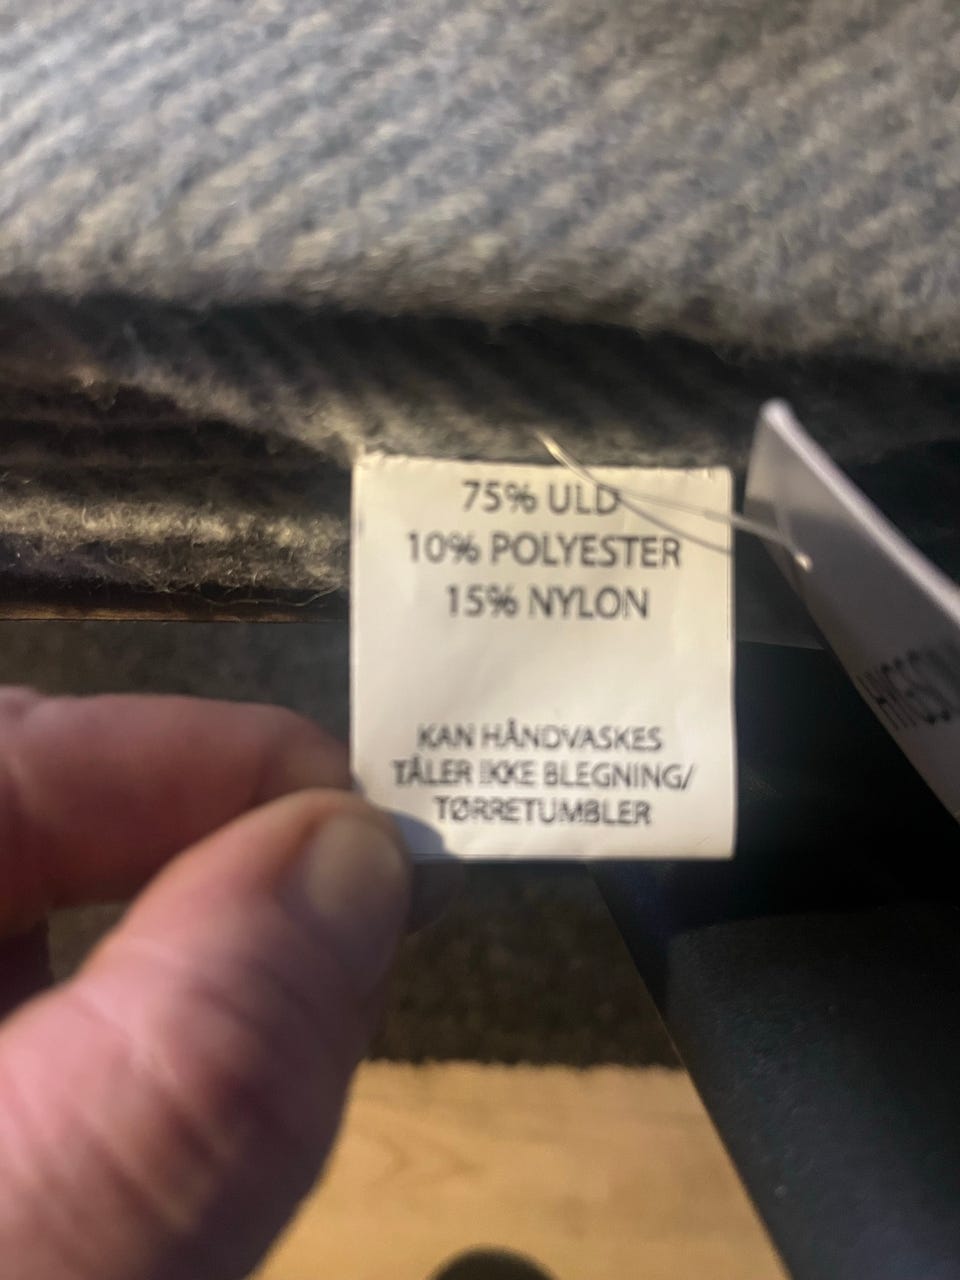 75% ULD
10% POLYESTER
15% NYLON
KAN HÅNDVASKES
TÅLER IKKE BLEGNING/
TØRRETUMBLER